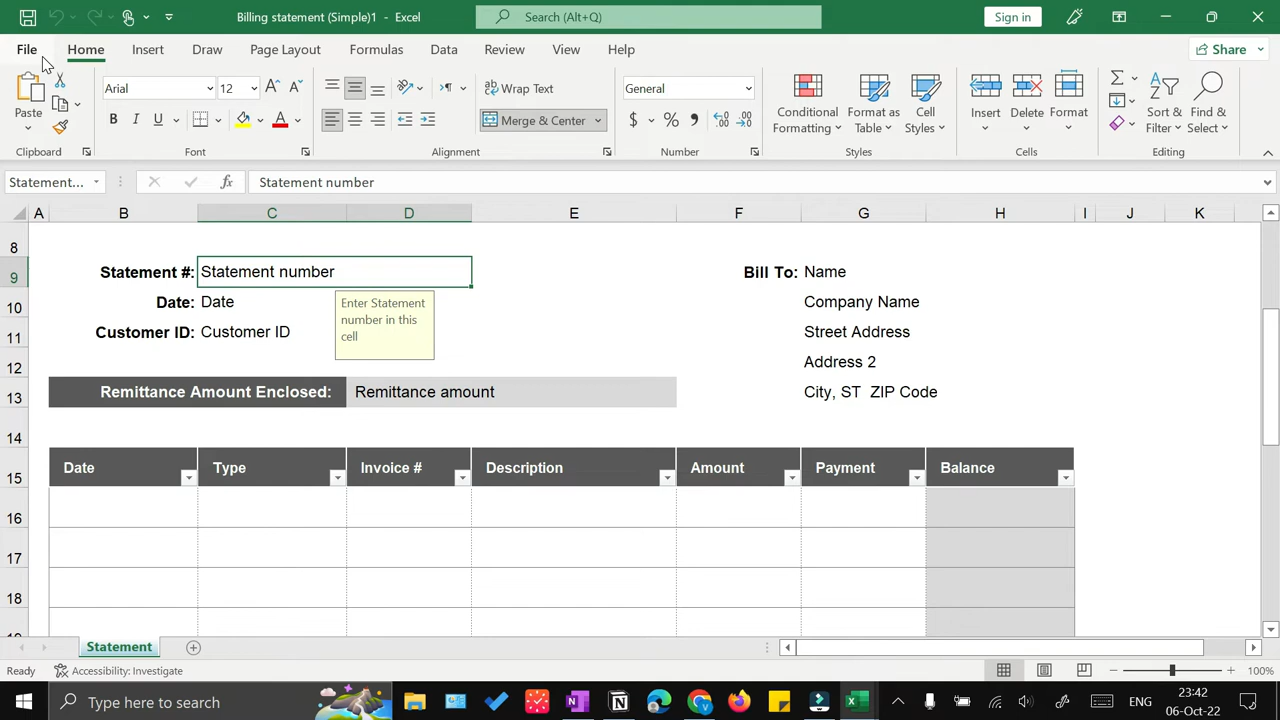 Billing statement (Simple)1 - Excel
Search (Alt+Q)
Sign in
File Home Insert Draw Page Layout Formulas Data Review View Help
Share
Paste
Arial
12
B I U
A
Wrap Text
Merge & Center
General
$ % ,
Conditional Formatting
Format as Table
Cell Styles
Insert
Delete
Format
Sort & Filter
Find & Select
Clipboard
Font
Alignment
Number
Styles
Cells
Editing
Statement...
fx
Statement number
A B C D E F G H I J K
8
9 Statement #: Statement number Bill To: Name
10 Date: Date Company Name
11 Customer ID: Customer ID Street Address
Enter Statement
number in this
cell
12 Address 2
13 Remittance Amount Enclosed: Remittance amount City, ST ZIP Code
14
15 Date Type Invoice # Description Amount Payment Balance
16
17
18
Statement
Ready
Accessibility: Investigate
100%
Type here to search
ENG
23:42
06-Oct-22